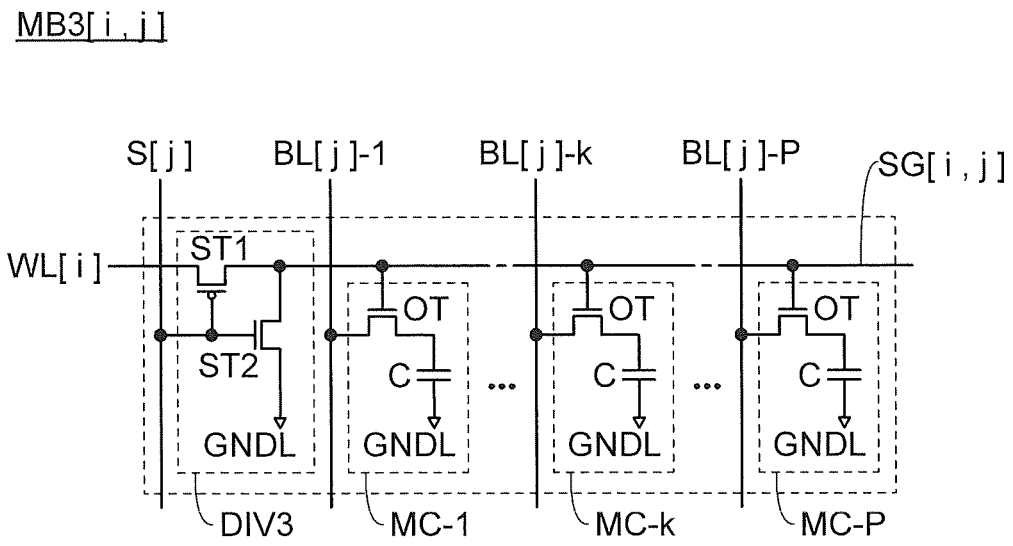 MB3[ i , j ]
S[ j ] BL[ j ]-1 BL[ j ]-k BL[ j ]-P
SG[ i , j ]
WL[ i ] ST1
OT OT OT
ST2
C C C
... ...
GNDL GNDL GNDL GNDL
DIV3 MC-1 MC-k MC-P